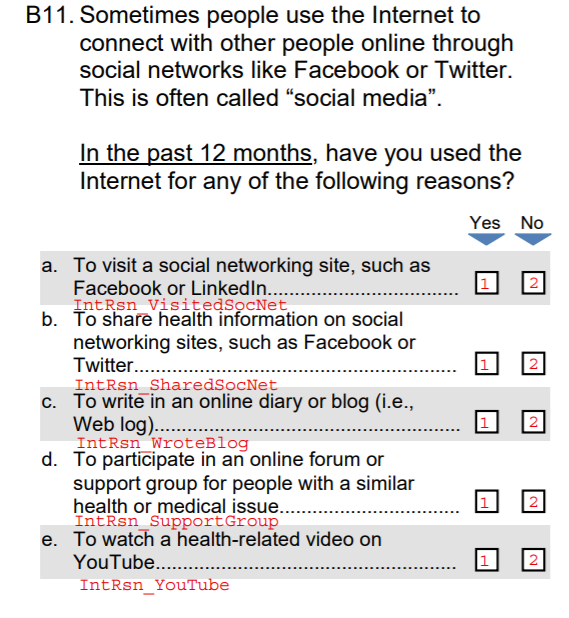 B11. Sometimes people use the Internet to
connect with other people online through
social networks like Facebook or Twitter.
This is often called “social media”.
In the past 12 months, have you used the
Internet for any of the following reasons?
Yes No
a. To visit a social networking site, such as
Facebook or LinkedIn................................. 1 2
IntRsn_VisitedSocNet
b. To share health information on social
networking sites, such as Facebook or
Twitter........................................................ 1 2
IntRsn_SharedSocNet
c. To write in an online diary or blog (i.e.,
Web log)..................................................... 1 2
IntRsn_WroteBlog
d. To participate in an online forum or
support group for people with a similar
health or medical issue............................... 1 2
IntRsn_SupportGroup
e. To watch a health-related video on
YouTube..................................................... 1 2
IntRsn_YouTube